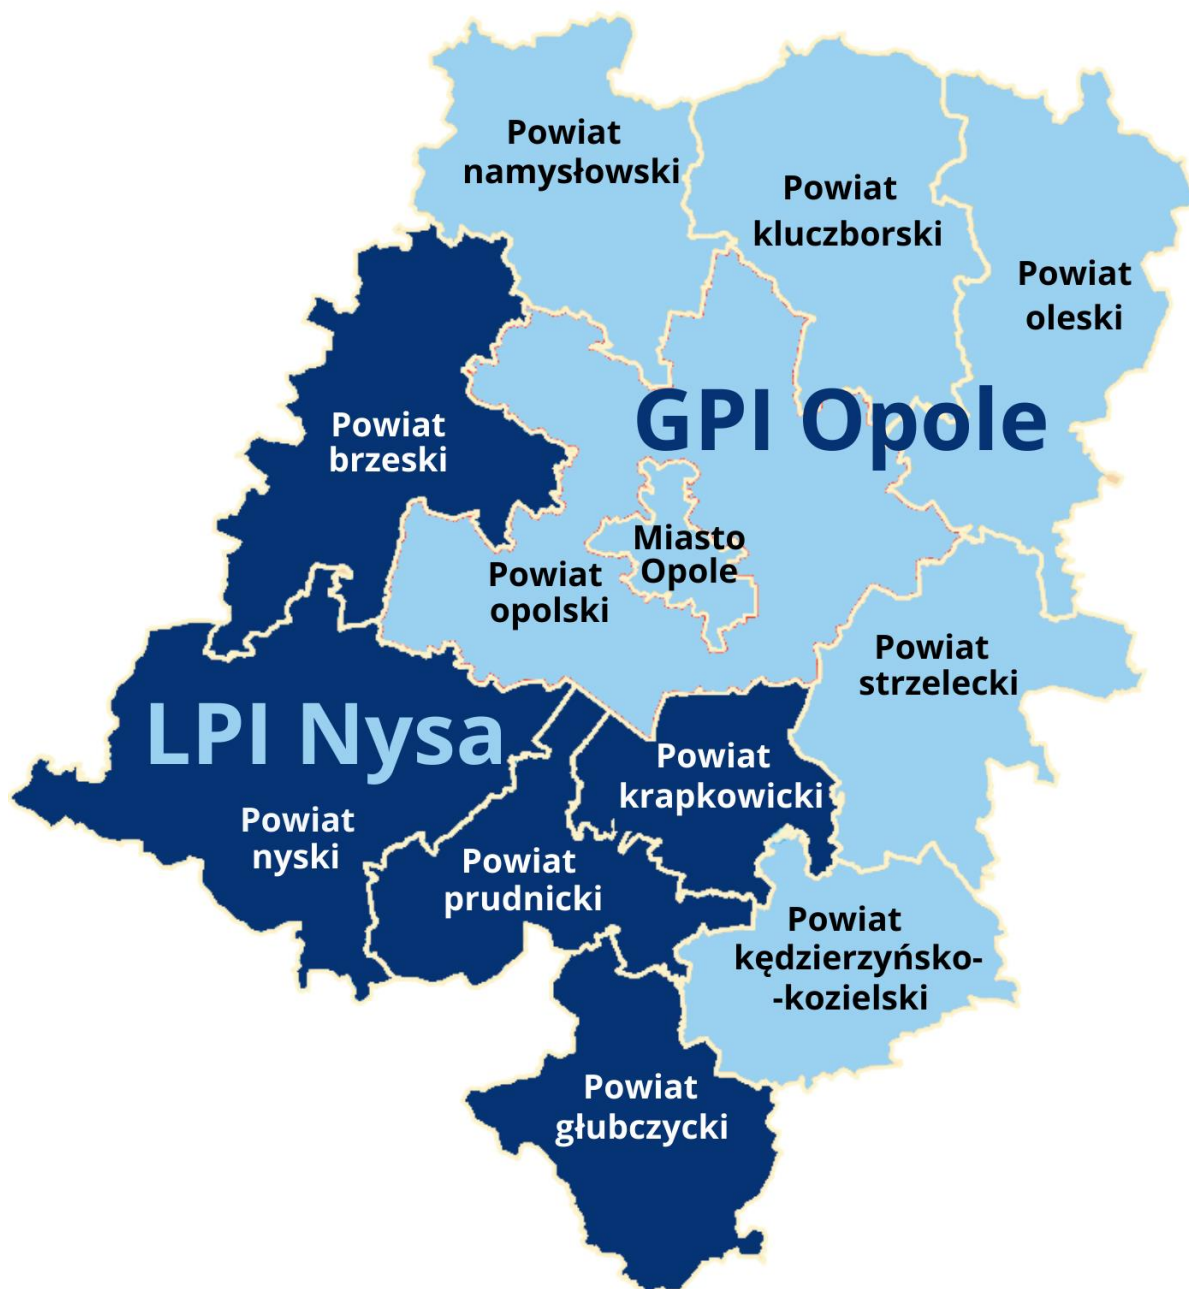 Powiat
namysłowski
Powiat
kluczborski
Powiat
oleski
GPI Opole
Powiat
brzeski
Miasto
Opole
Powiat
opolski
Powiat
strzelecki
LPI Nysa
Powiat
krapkowicki
Powiat
nyski
Powiat
prudnicki
Powiat
kędzierzyńsko-
-kozielski
Powiat
głubczycki